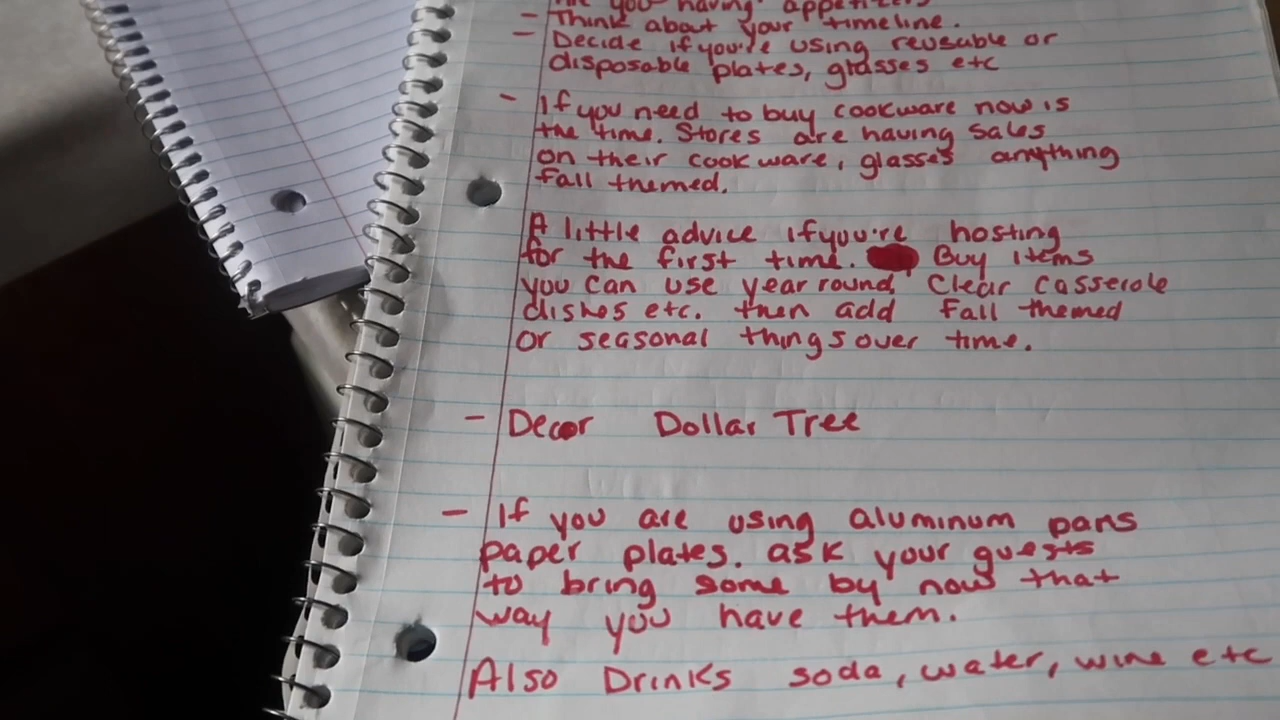 you having appetizers
- Think about your timeline.
- Decide if you're using reusable or
disposable plates, glasses etc
- If you need to buy cookware now is
the time. Stores are having sales
on their cookware, glasses anything
fall themed.
A little advice if you're hosting
for the first time. Buy items
you can use year round. Clear casserole
dishes etc. then add fall themed
or seasonal things over time.
- Decor Dollar Tree
- If you are using aluminum pans
paper plates. ask your guests
to bring some by now that
way you have them.
Also Drinks soda, water, wine etc